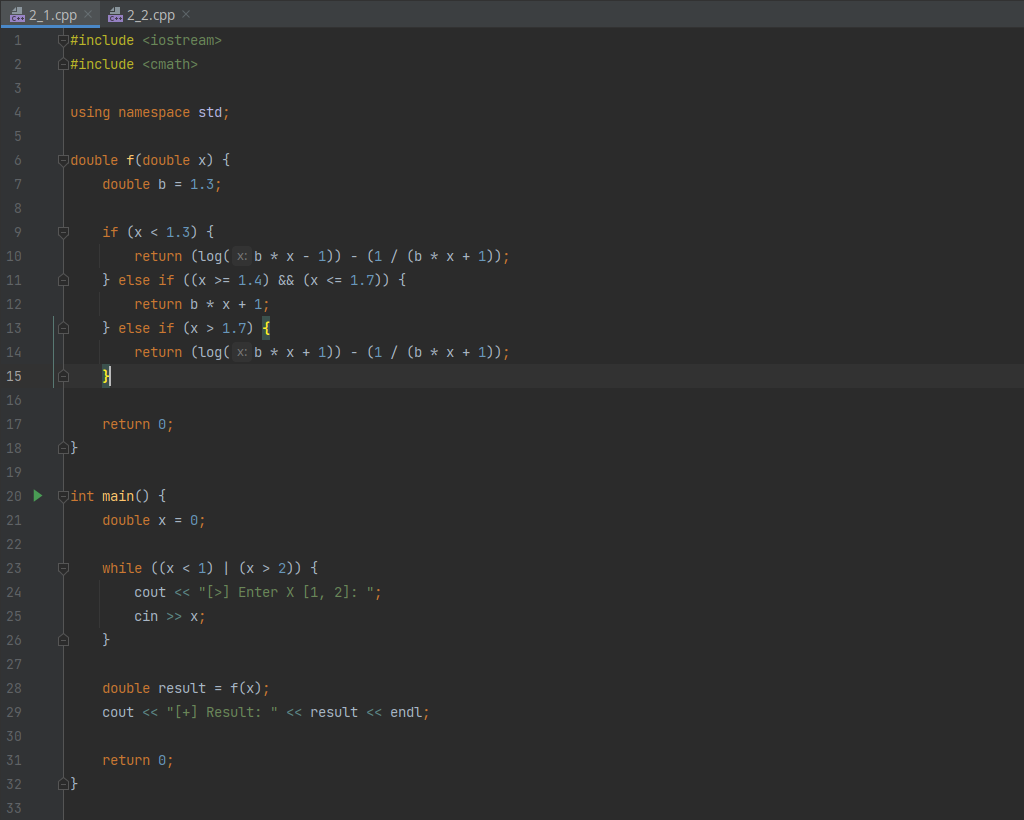 2_1.cpp 2_2.cpp
1 #include <iostream>
2 #include <cmath>
3
4 using namespace std;
5
6 double f(double x) {
7     double b = 1.3;
8
9     if (x < 1.3) {
10         return (log( x: b * x - 1)) - (1 / (b * x + 1));
11     } else if ((x >= 1.4) && (x <= 1.7)) {
12         return b * x + 1;
13     } else if (x > 1.7) {
14         return (log( x: b * x + 1)) - (1 / (b * x + 1));
15     }
16
17     return 0;
18 }
19
20 int main() {
21     double x = 0;
22
23     while ((x < 1) | (x > 2)) {
24         cout << "[>] Enter X [1, 2]: ";
25         cin >> x;
26     }
27
28     double result = f(x);
29     cout << "[+] Result: " << result << endl;
30
31     return 0;
32 }
33